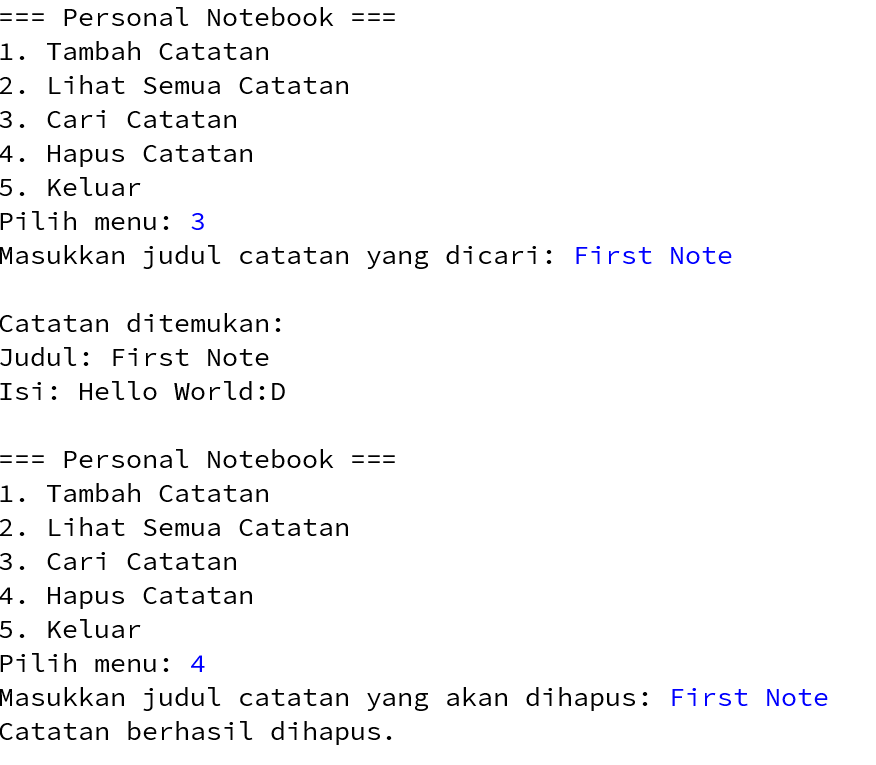 === Personal Notebook ===
1. Tambah Catatan
2. Lihat Semua Catatan
3. Cari Catatan
4. Hapus Catatan
5. Keluar
Pilih menu: 3
Masukkan judul catatan yang dicari: First Note
Catatan ditemukan:
Judul: First Note
Isi: Hello World:D
=== Personal Notebook ===
1. Tambah Catatan
2. Lihat Semua Catatan
3. Cari Catatan
4. Hapus Catatan
5. Keluar
Pilih menu: 4
Masukkan judul catatan yang akan dihapus: First Note
Catatan berhasil dihapus.